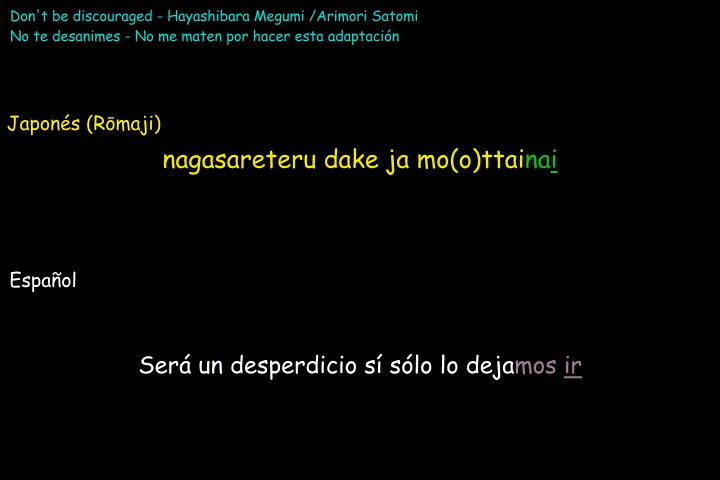 Don't be discouraged - Hayashibara Megumi /Arimori Satomi
No te desanimes - No me maten por hacer esta adaptación
Japonés (Rōmaji)
nagasareteru dake ja mo(o)ttainai
Español
Será un desperdicio sí sólo lo dejamos ir